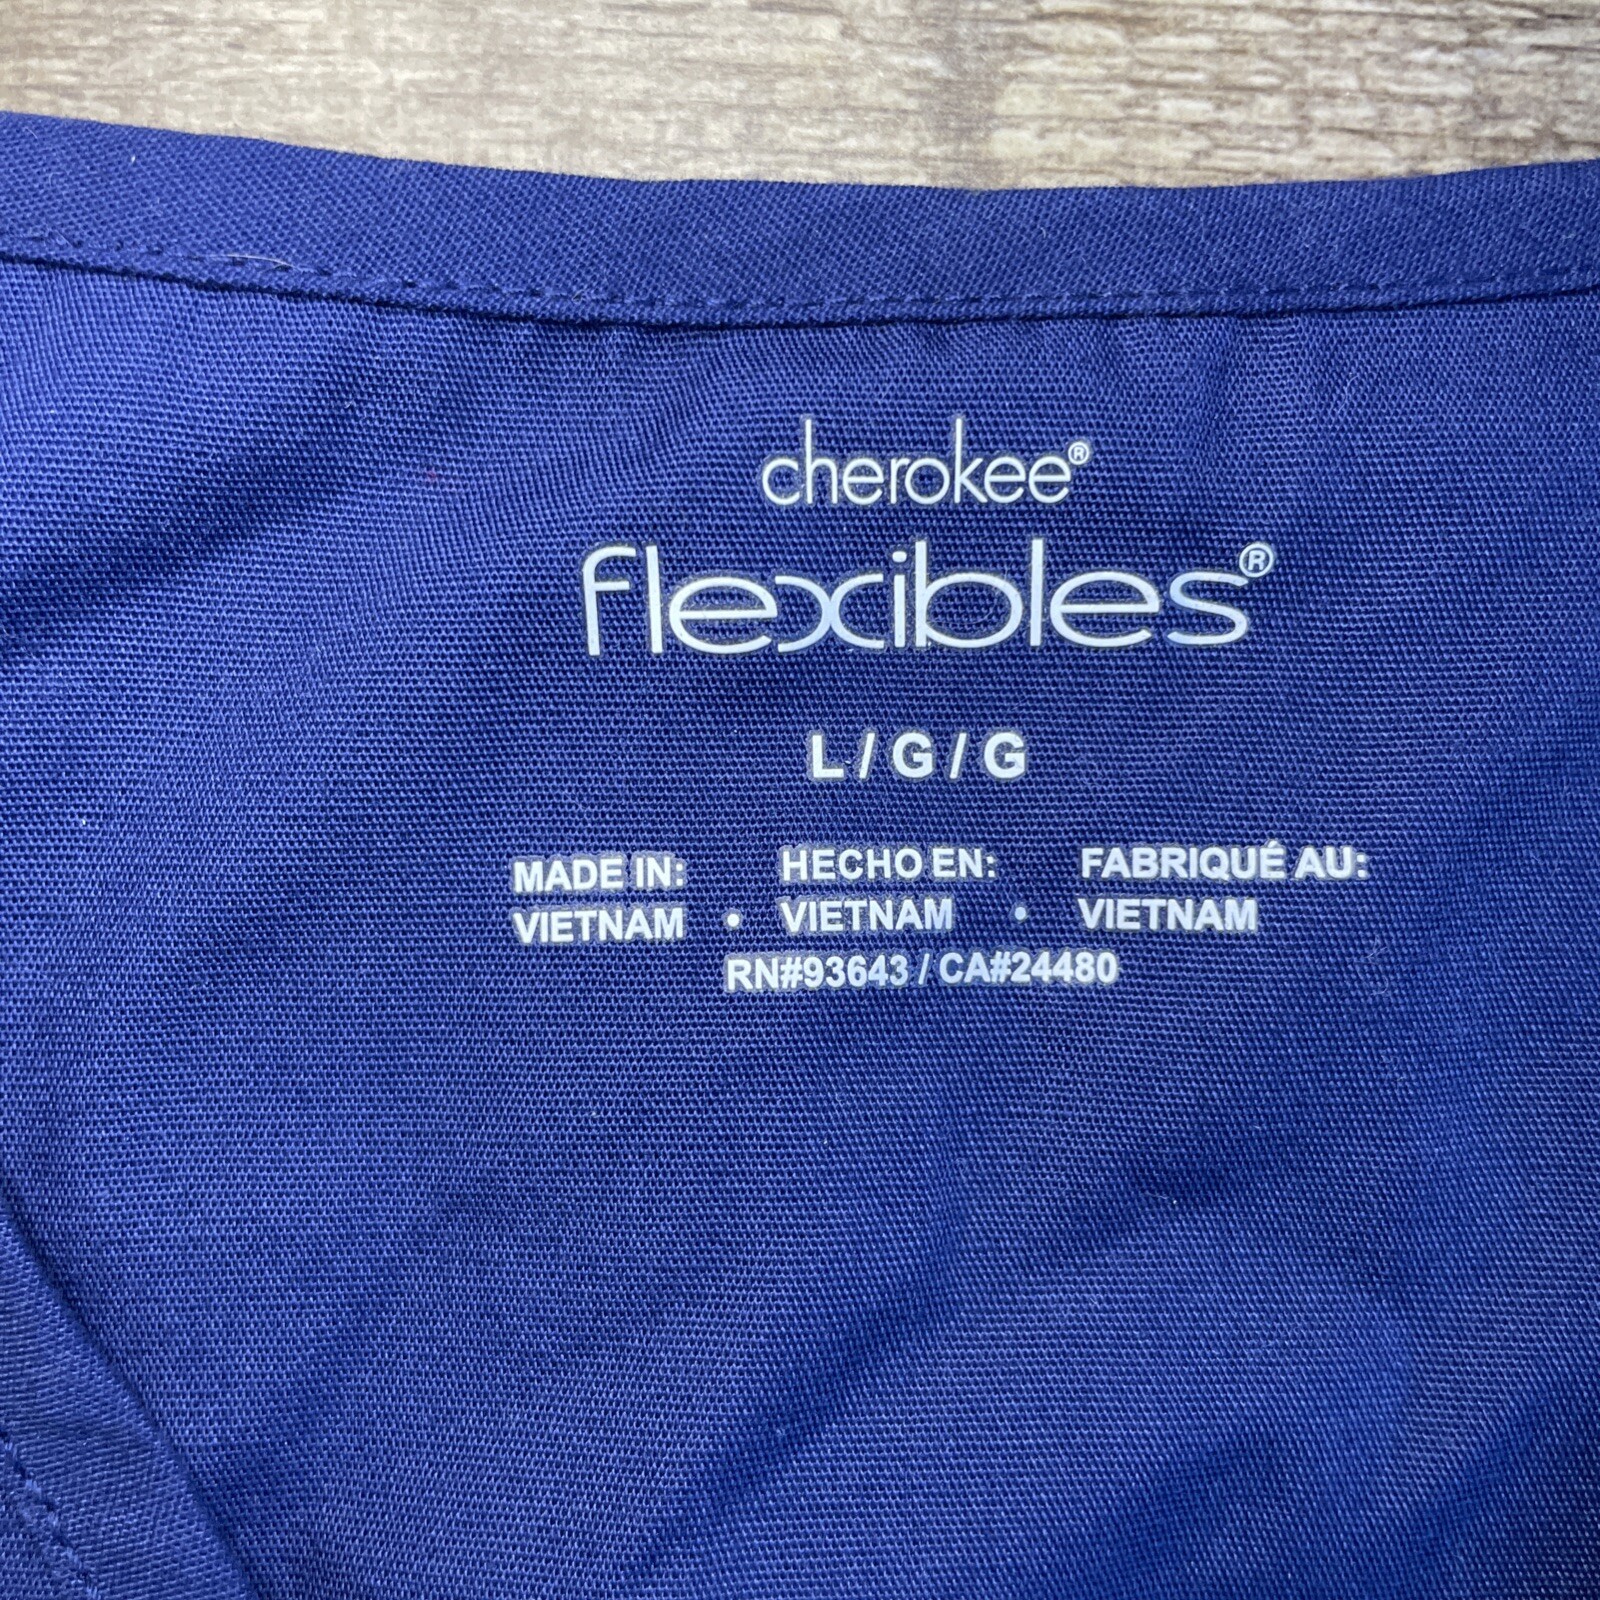 cherokee®
flexibles®
L / G / G
MADE IN: HECHO EN: FABRIQUÉ AU:
VIETNAM • VIETNAM • VIETNAM
RN#93643 / CA#24480